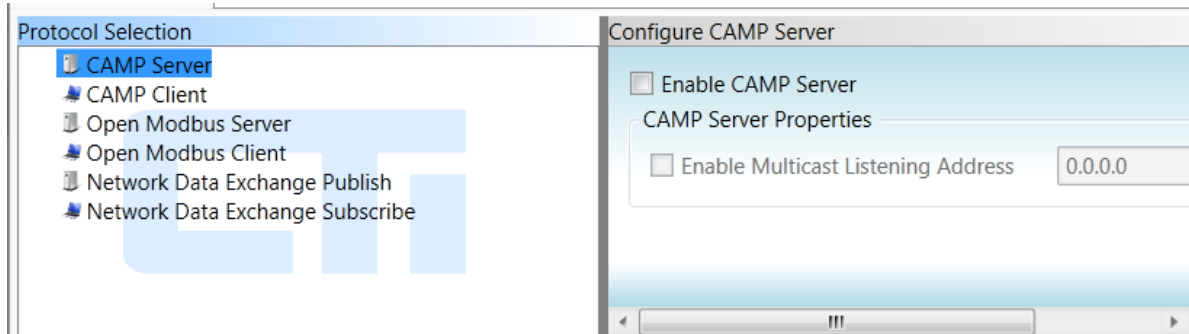 Protocol Selection
CAMP Server
CAMP Client
Open Modbus Server
Open Modbus Client
Network Data Exchange Publish
Network Data Exchange Subscribe
CTi
Configure CAMP Server
Enable CAMP Server
CAMP Server Properties
Enable Multicast Listening Address
0.0.0.0